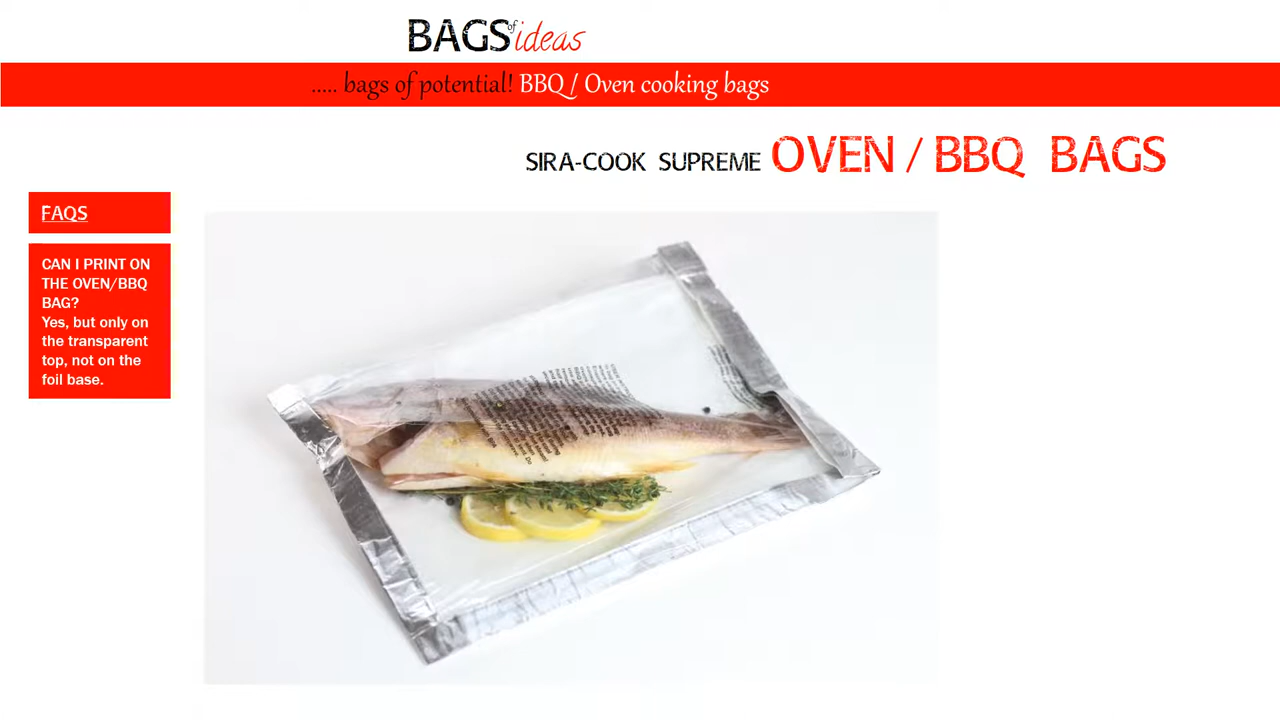 BAGS of ideas
..... bags of potential! BBQ / Oven cooking bags
SIRA-COOK SUPREME OVEN / BBQ BAGS
FAQS
CAN I PRINT ON
THE OVEN/BBQ
BAG?
Yes, but only on
the transparent
top, not on the
foil base.